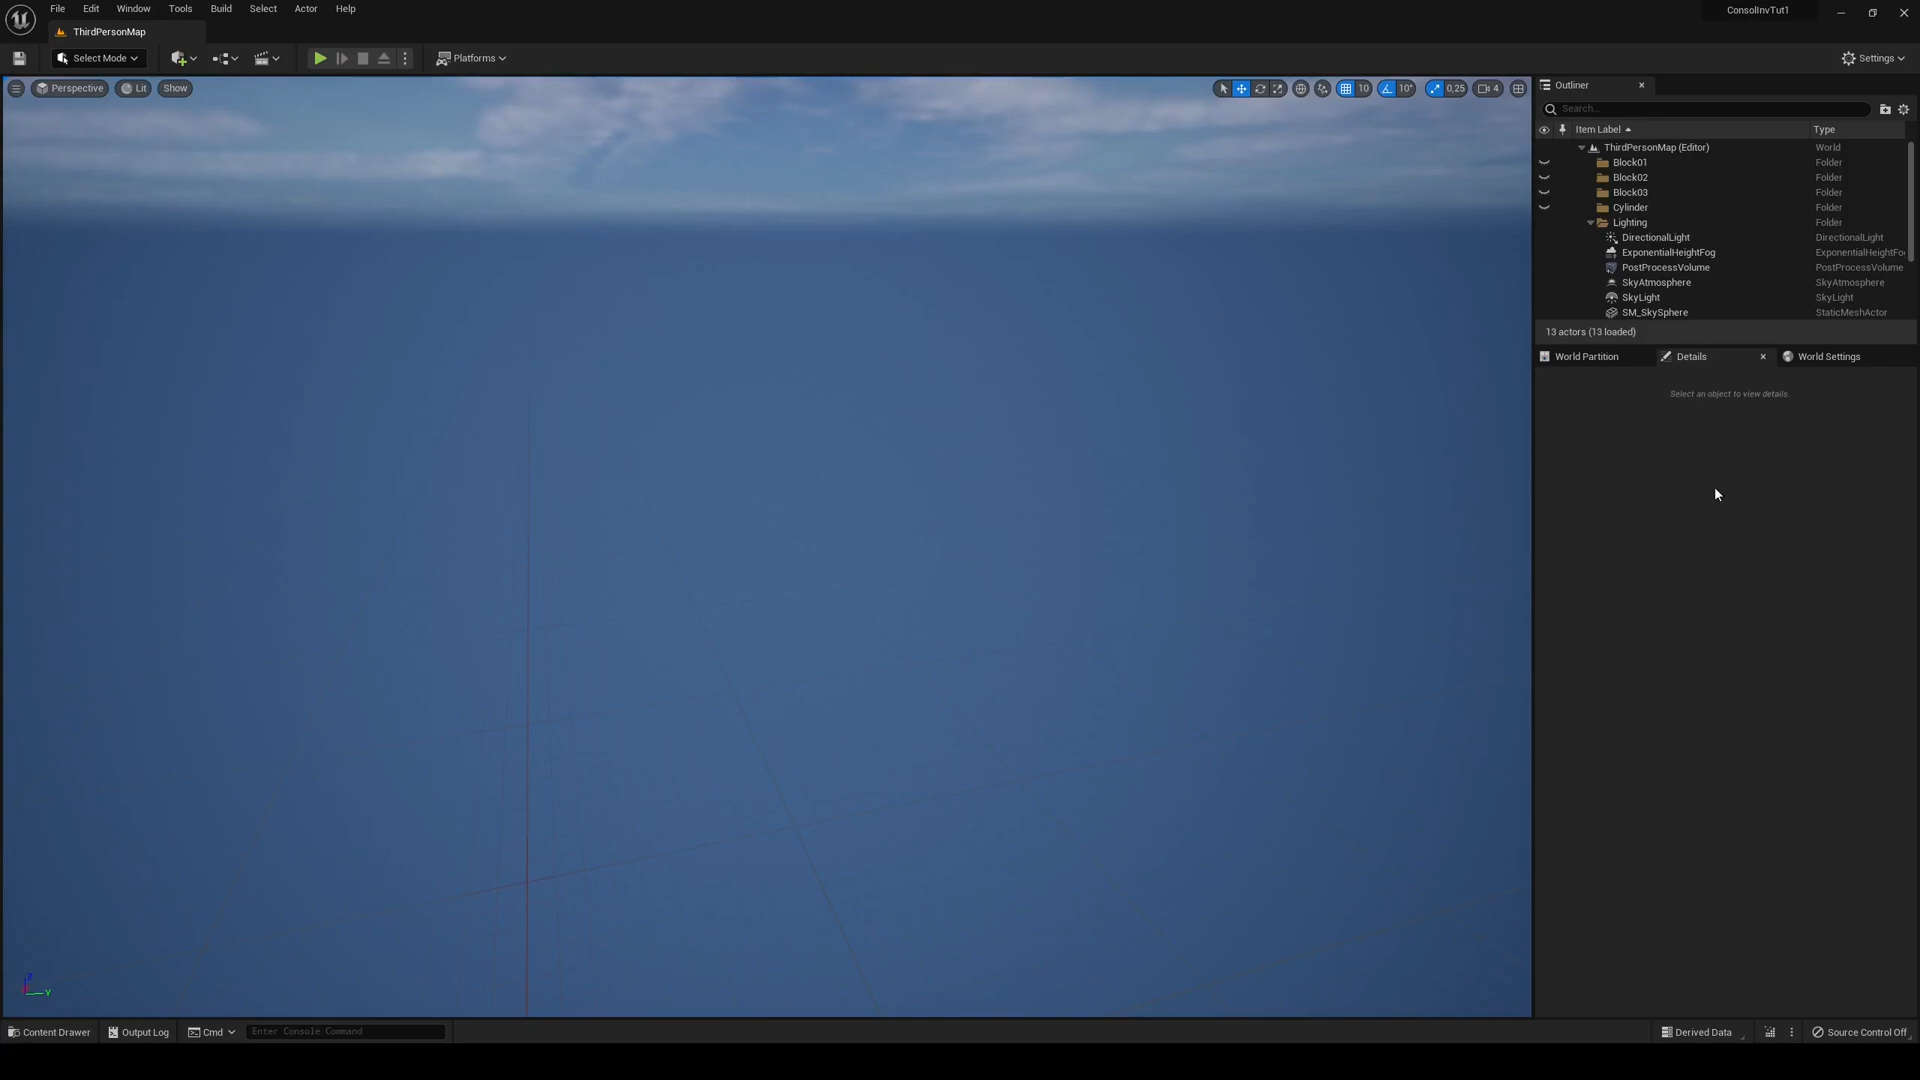 File Edit Window Tools Build Select Actor Help
ConsolInvTut1
ThirdPersonMap
Select Mode
Platforms
Settings
Perspective Lit Show
10 10° 0,25 4
Outliner
Search...
Item Label Type
ThirdPersonMap (Editor) World
Block01 Folder
Block02 Folder
Block03 Folder
Cylinder Folder
Lighting Folder
DirectionalLight DirectionalLight
ExponentialHeightFog ExponentialHeightFo
PostProcessVolume PostProcessVolume
SkyAtmosphere SkyAtmosphere
SkyLight SkyLight
SM_SkySphere StaticMeshActor
13 actors (13 loaded)
World Partition Details World Settings
Select an object to view details.
Z
Y
Content Drawer Output Log Cmd Enter Console Command
Derived Data Source Control Off